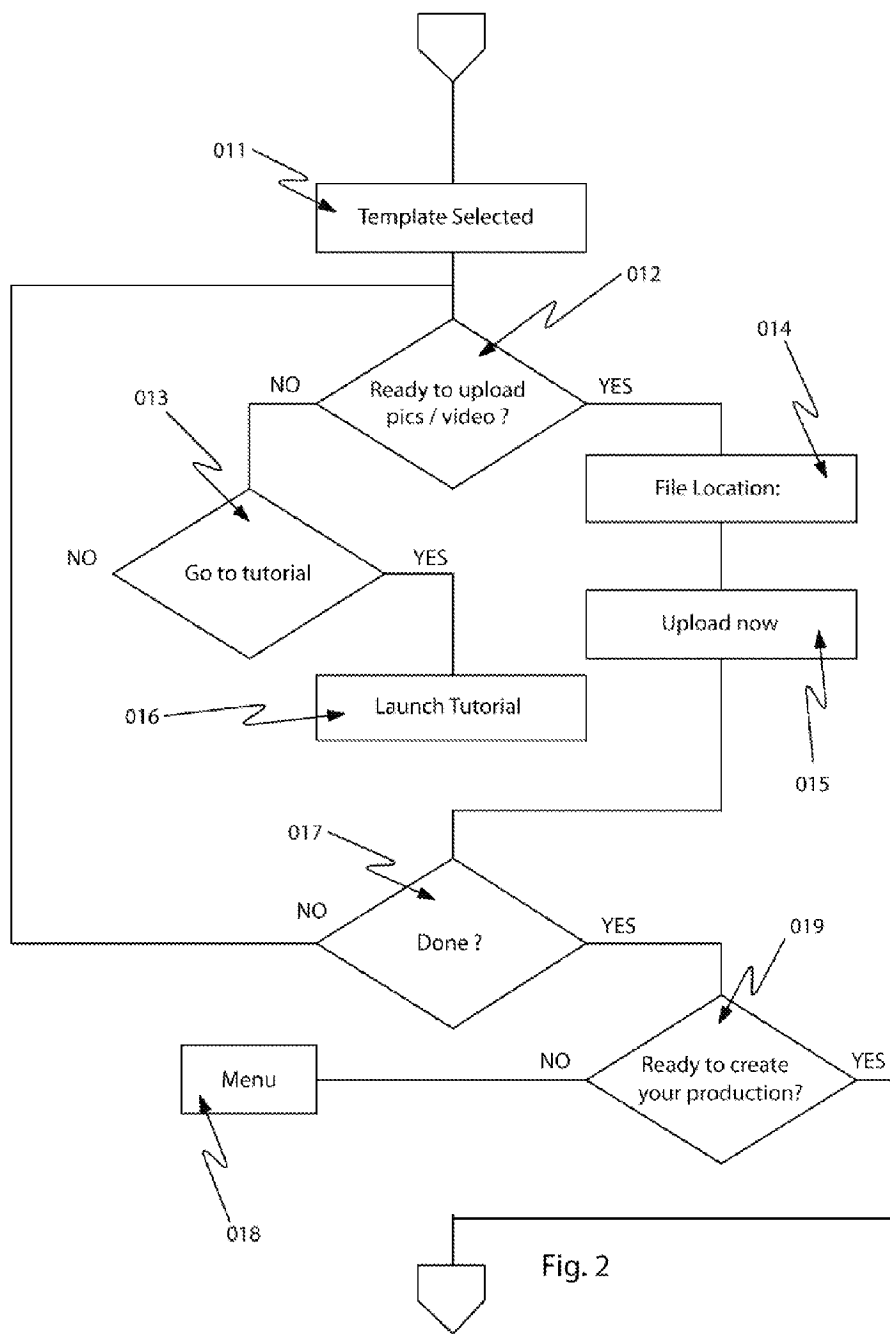 011
Template Selected
012
Ready to upload
pics / video ?
NO
YES
013
014
File Location:
Go to tutorial
NO
YES
Upload now
015
Launch Tutorial
016
017
Done ?
NO
YES
019
Ready to create
your production?
NO
YES
Menu
018
Fig. 2